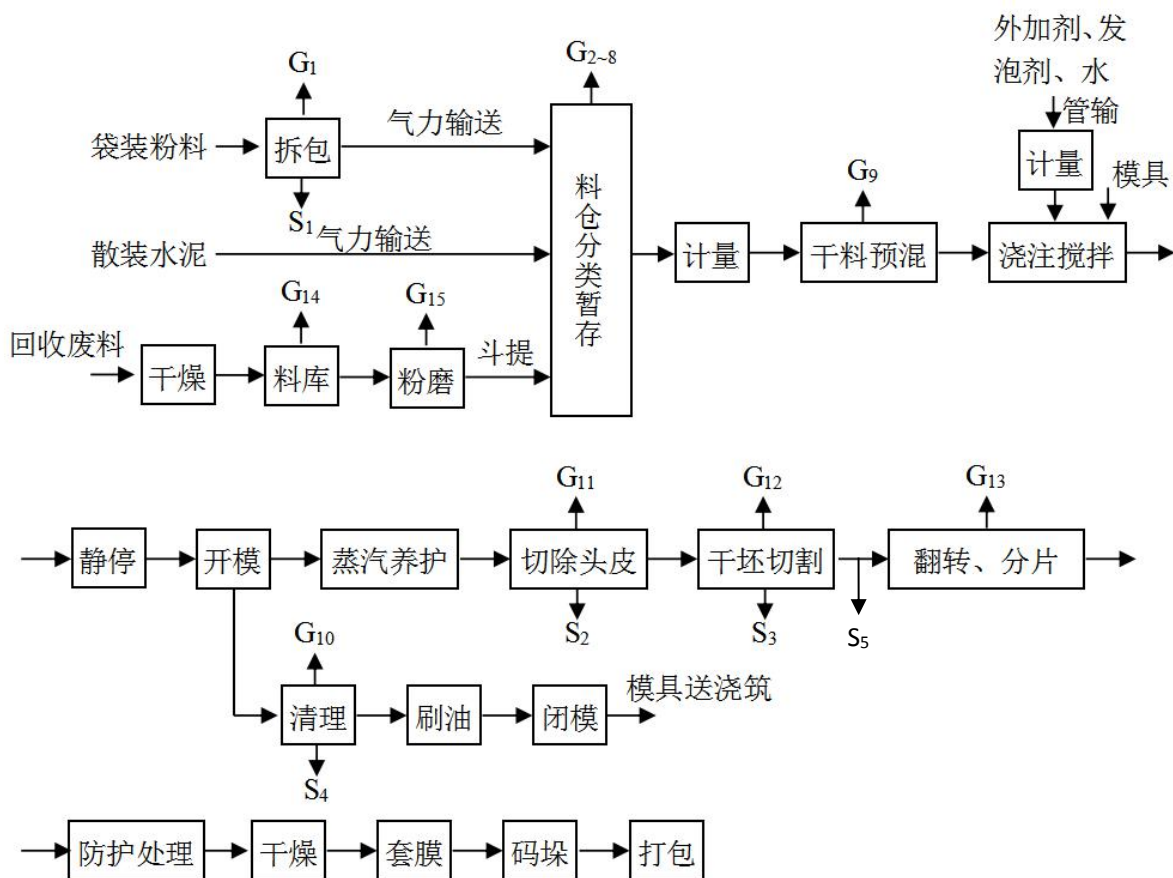 外加剂、发
泡剂、水
管输
G1
G2~8
袋装粉料
拆包
气力输送
计量
模具
S1
G9
料仓分类暂存
散装水泥
气力输送
计量
干料预混
浇注搅拌
G14
G15
回收废料
干燥
料库
粉磨
斗提
G11
G12
G13
静停
开模
蒸汽养护
切除头皮
干坯切割
翻转、分片
S2
S3
S5
G10
清理
刷油
闭模
模具送浇筑
S4
防护处理
干燥
套膜
码垛
打包